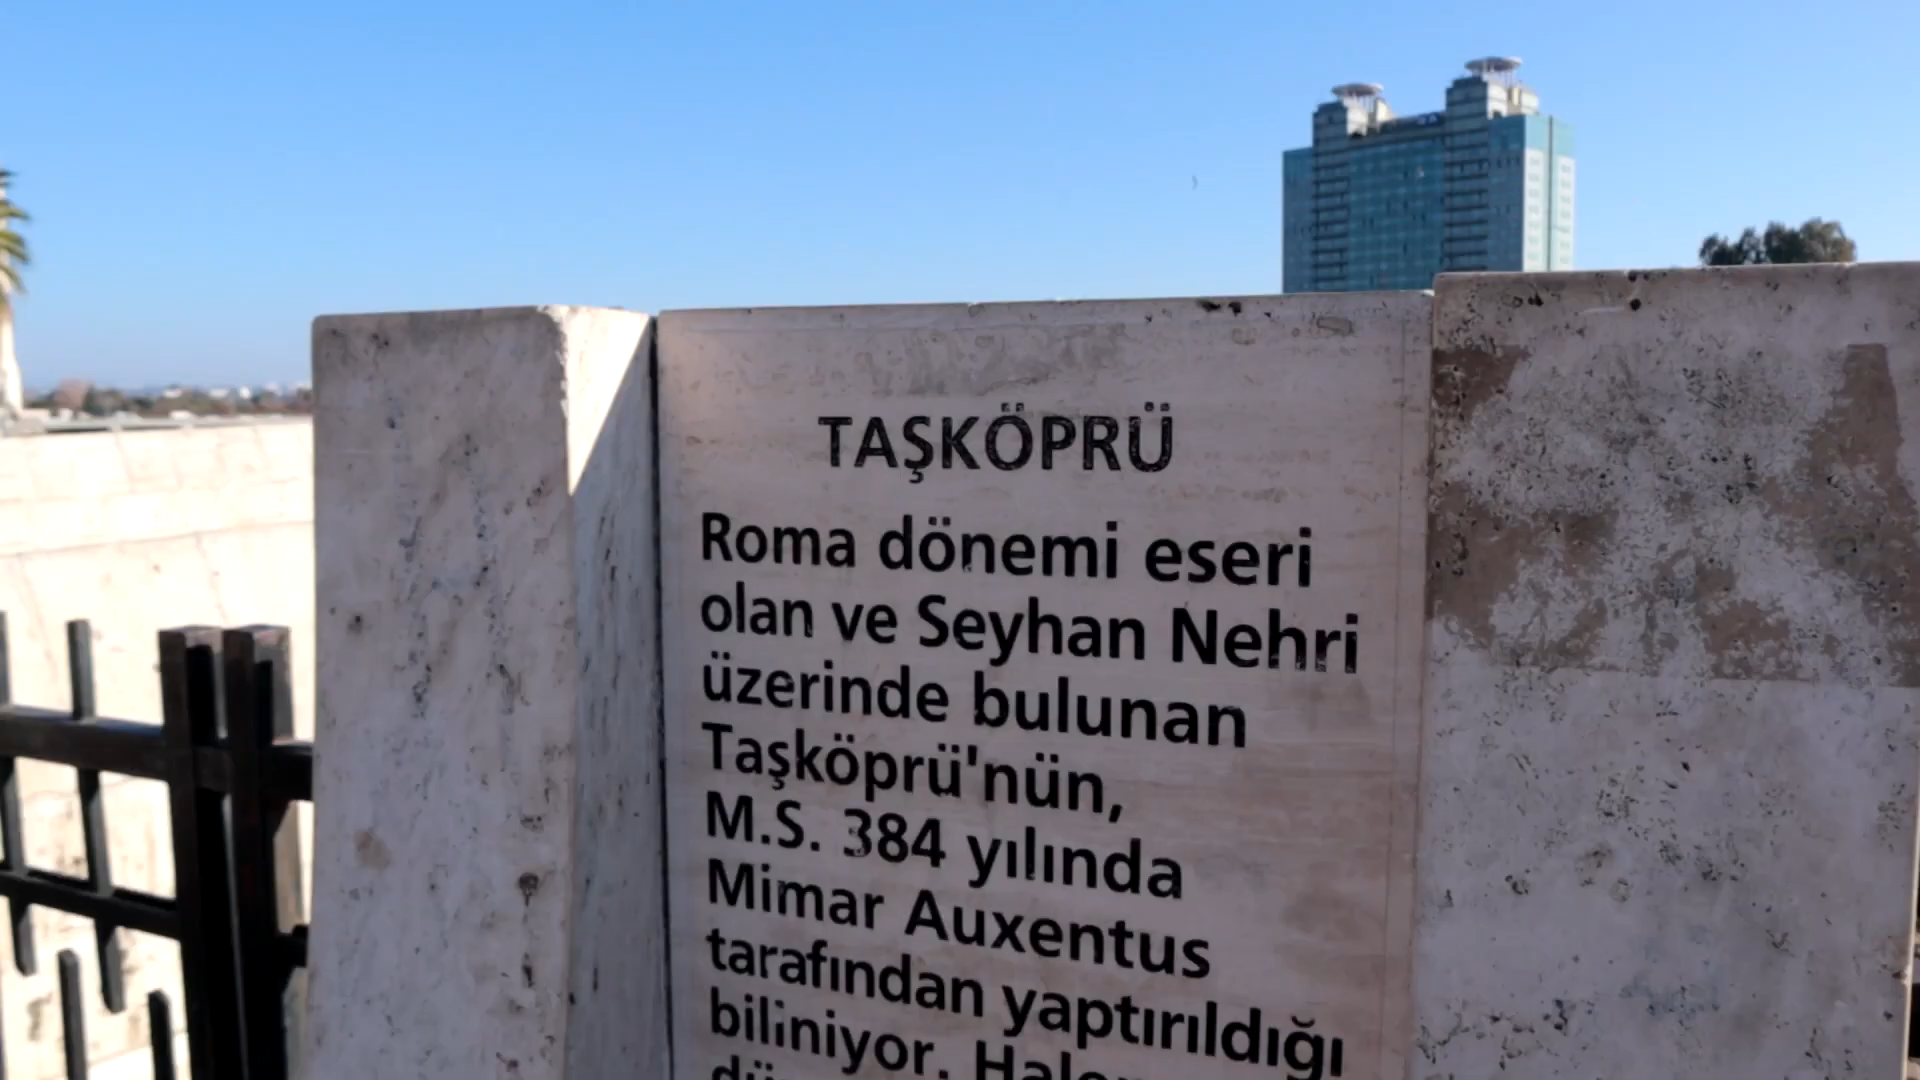 TAŞKÖPRÜ
Roma dönemi eseri
olan ve Seyhan Nehri
üzerinde bulunan
Taşköprü'nün,
M.S. 384 yılında
Mimar Auxentus
tarafından yaptırıldığı
biliniyor.